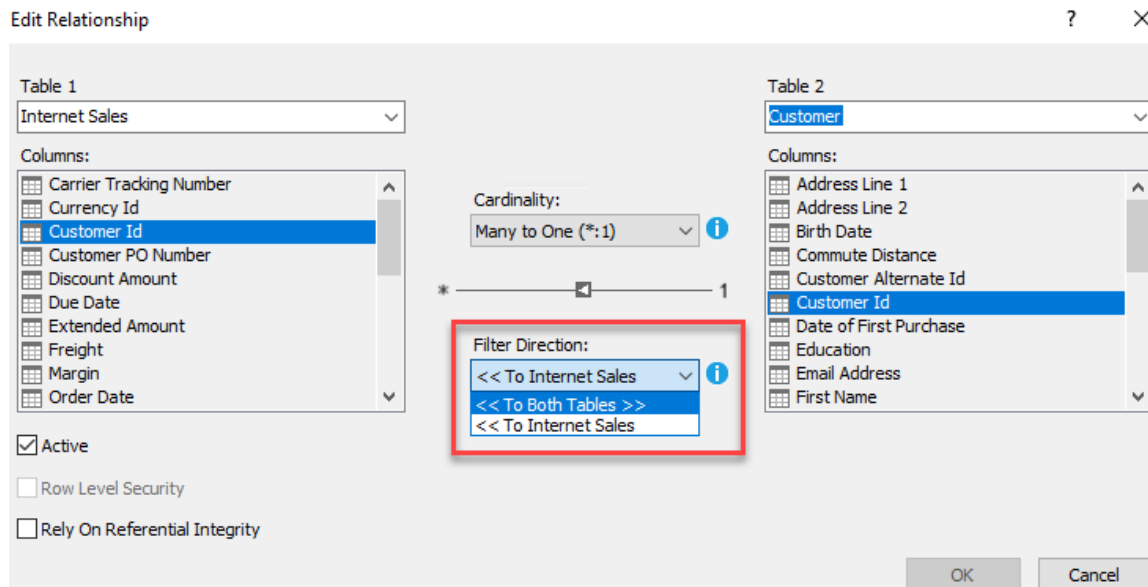 Edit Relationship
?
Table 1
Internet Sales
Columns:
Carrier Tracking Number
Currency Id
Customer Id
Customer PO Number
Discount Amount
Due Date
Extended Amount
Freight
Margin
Order Date
Cardinality:
Many to One (*:1)
* 1
Filter Direction:
<< To Internet Sales
<< To Both Tables >>
<< To Internet Sales
Table 2
Customer
Columns:
Address Line 1
Address Line 2
Birth Date
Commute Distance
Customer Alternate Id
Customer Id
Date of First Purchase
Education
Email Address
First Name
Active
Row Level Security
Rely On Referential Integrity
OK
Cancel